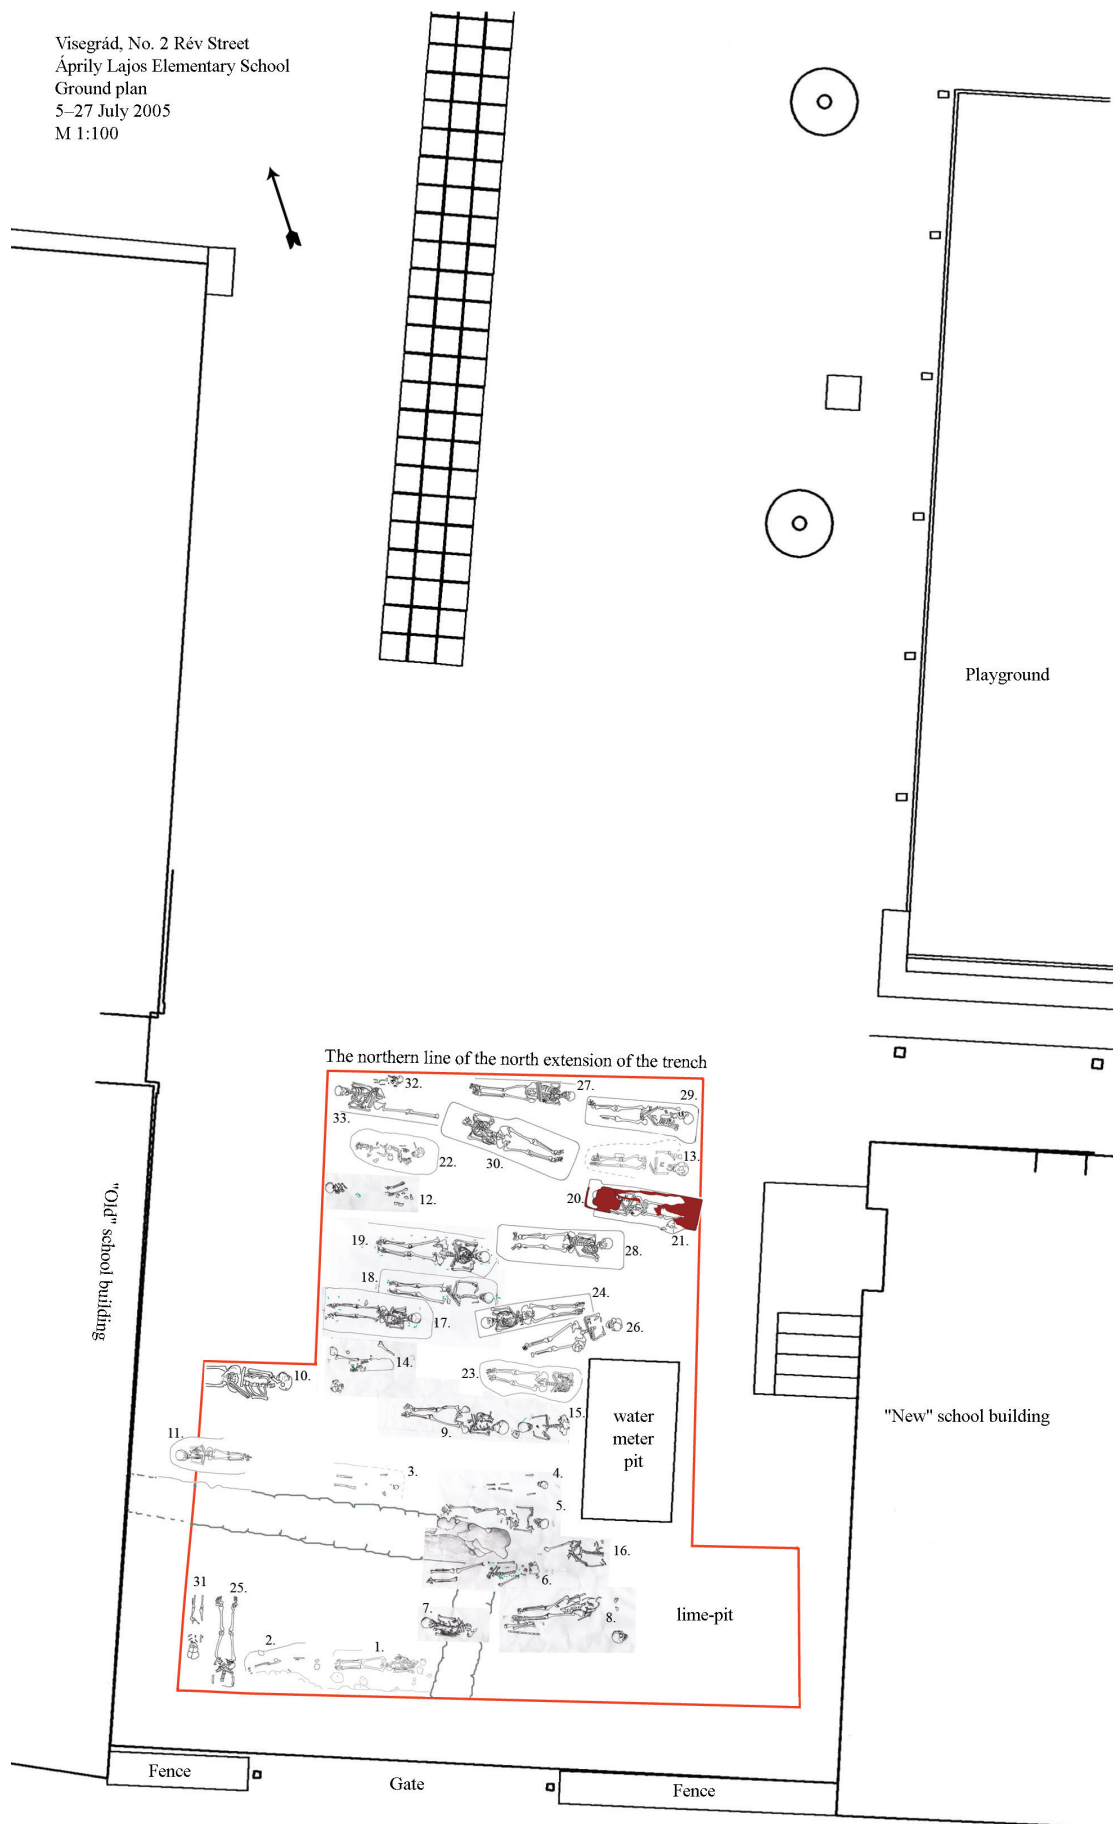 Visegrád, No. 2 Rév Street
Áprily Lajos Elementary School
Ground plan
5–27 July 2005
M 1:100
Playground
The northern line of the north extension of the trench
32.
27.
29.
33.
22.
30.
13.
12.
20.
21.
19.
28.
18.
24.
17.
26.
14.
10.
23.
"Old" school building
15.
9.
water
meter
pit
"New" school building
11.
3.
4.
5.
16.
6.
31
25.
7.
8.
lime-pit
2.
1.
Fence
Gate
Fence